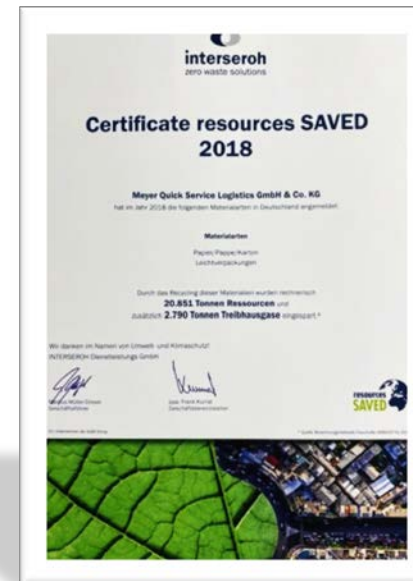 interseroh
zero waste solutions
Certificate resources SAVED
2018
Meyer Quick Service Logistics GmbH & Co. KG
hat im Jahr 2018 die folgenden Materialarten in Deutschland angemeldet:
Materialarten
Papier/Pappe/Karton
Leichtverpackungen
Durch das Recycling dieser Materialien wurden rechnerisch
20.851 Tonnen Ressourcen und
zusätzlich 2.790 Tonnen Treibhausgase eingespart.*
Wir danken im Namen von Umwelt- und Klimaschutz!
INTERSEROH Dienstleistungs GmbH
Geschäftsführer
resources
SAVED